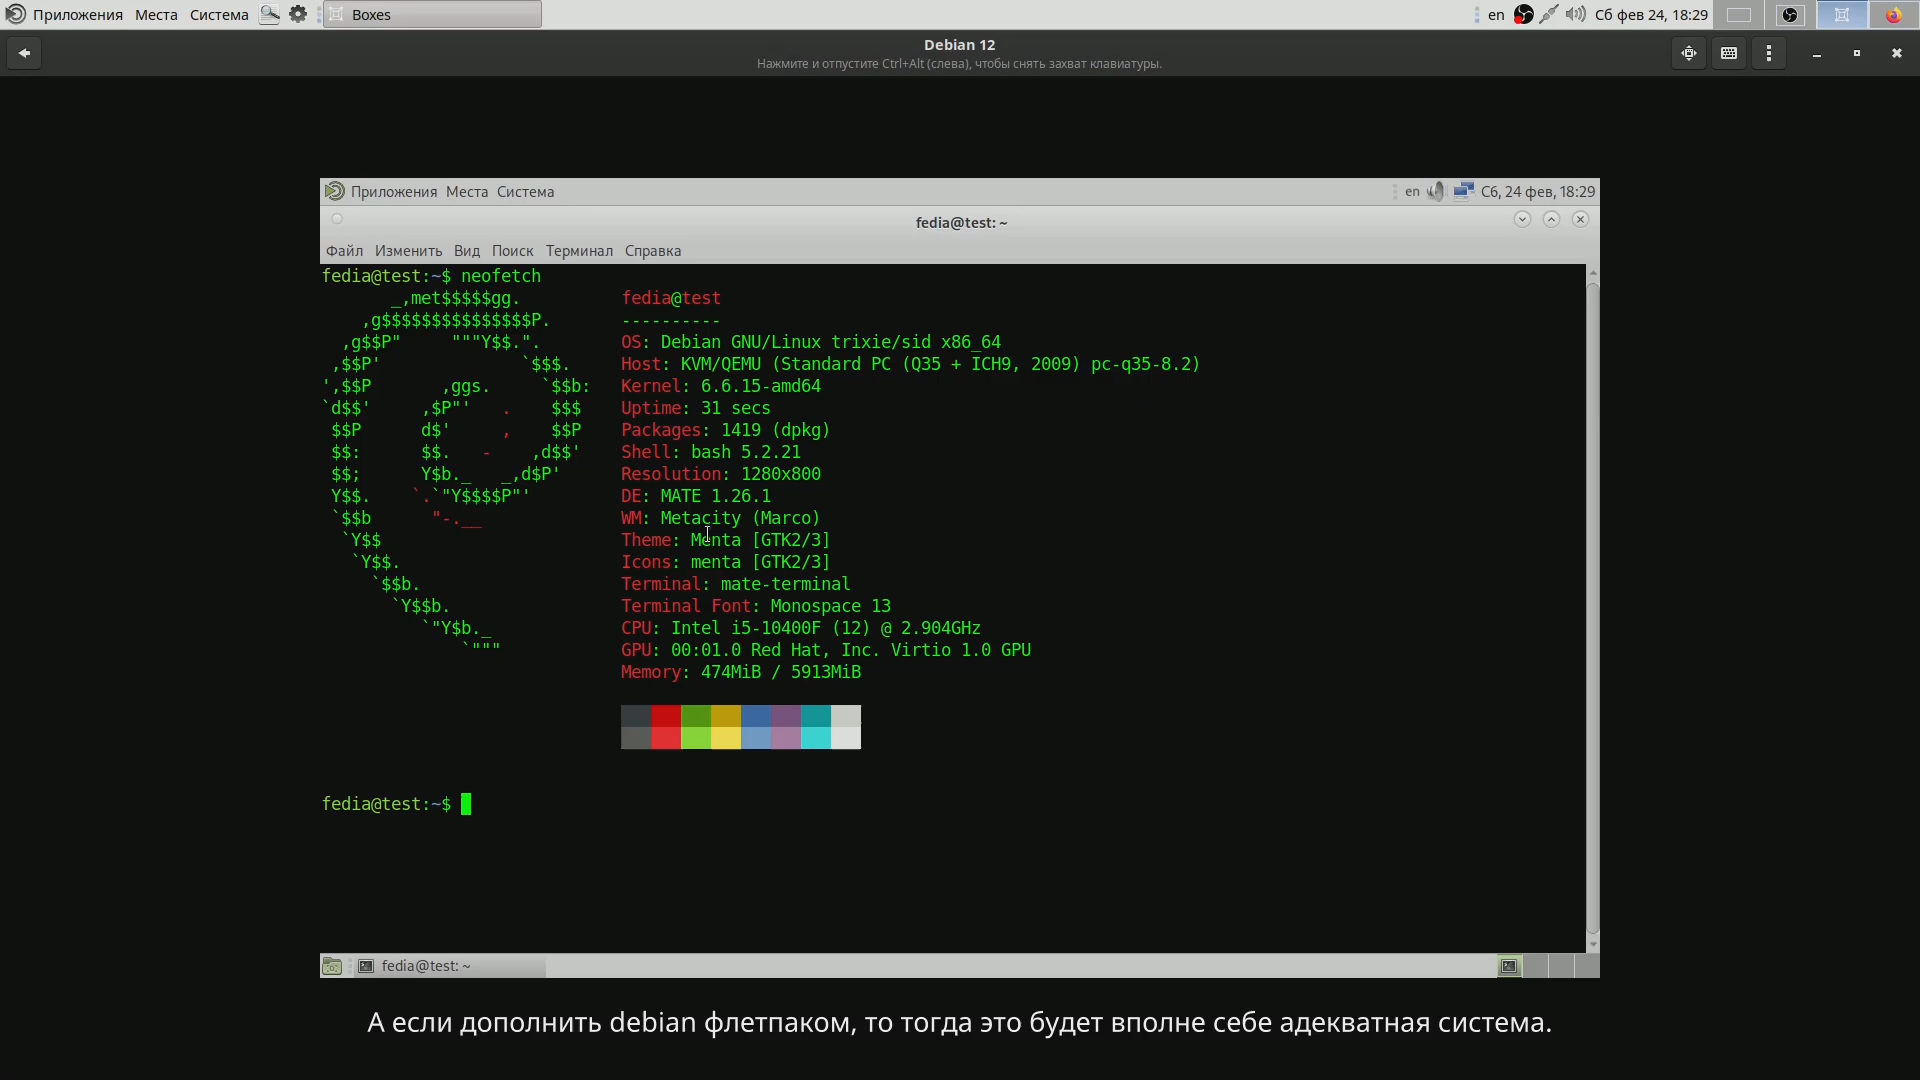 Приложения Места Система Boxes en Сб фев 24, 18:29
Debian 12
Нажмите и отпустите Ctrl+Alt (слева), чтобы снять захват клавиатуры.
Приложения Места Система en Сб, 24 фев, 18:29
fedia@test: ~
Файл Изменить Вид Поиск Терминал Справка
fedia@test:~$ neofetch
_,met$$$$$gg. fedia@test
,g$$$$$$$$$$$$$$$P. ----------
,g$$P" """Y$$.". OS: Debian GNU/Linux trixie/sid x86_64
,$$P' `$$$. Host: KVM/QEMU (Standard PC (Q35 + ICH9, 2009) pc-q35-8.2)
',$$P ,ggs. `$$b: Kernel: 6.6.15-amd64
`d$$' ,$P"' . $$$ Uptime: 31 secs
$$P d$' , $$P Packages: 1419 (dpkg)
$$: $$. - ,d$$' Shell: bash 5.2.21
$$; Y$b._ _,d$P' Resolution: 1280x800
Y$$. `.`"Y$$$$P"' DE: MATE 1.26.1
`$$b "-.__ WM: Metacity (Marco)
`Y$$ Theme: Menta [GTK2/3]
`Y$$. Icons: menta [GTK2/3]
`$$b. Terminal: mate-terminal
`Y$$b. Terminal Font: Monospace 13
`"Y$b._ CPU: Intel i5-10400F (12) @ 2.904GHz
`""" GPU: 00:01.0 Red Hat, Inc. Virtio 1.0 GPU
Memory: 474MiB / 5913MiB
fedia@test:~$
fedia@test: ~
А если дополнить debian флетпаком, то тогда это будет вполне себе адекватная система.